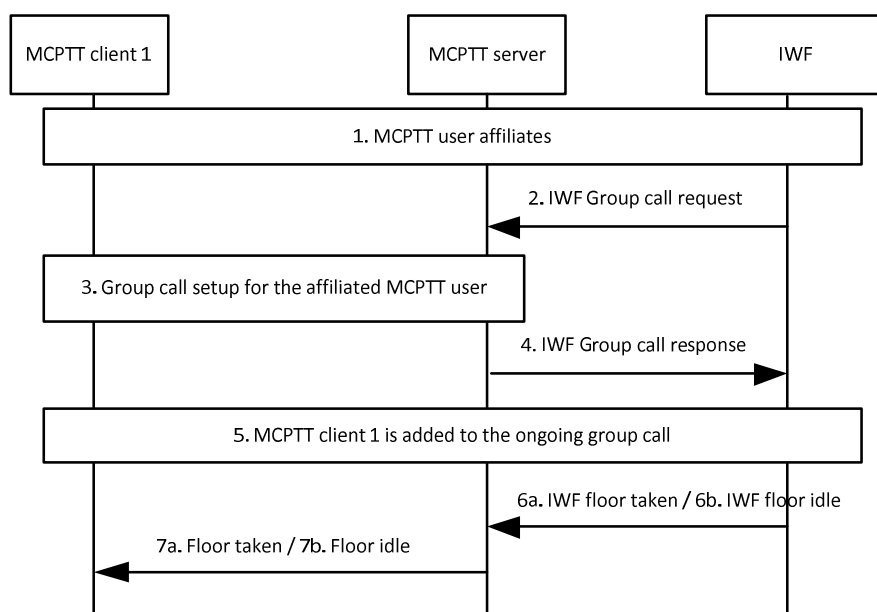 MCPTT client 1
MCPTT server
IWF
1. MCPTT user affiliates
2. IWF Group call request
3. Group call setup for the affiliated MCPTT user
4. IWF Group call response
5. MCPTT client 1 is added to the ongoing group call
6a. IWF floor taken / 6b. IWF floor idle
7a. Floor taken / 7b. Floor idle